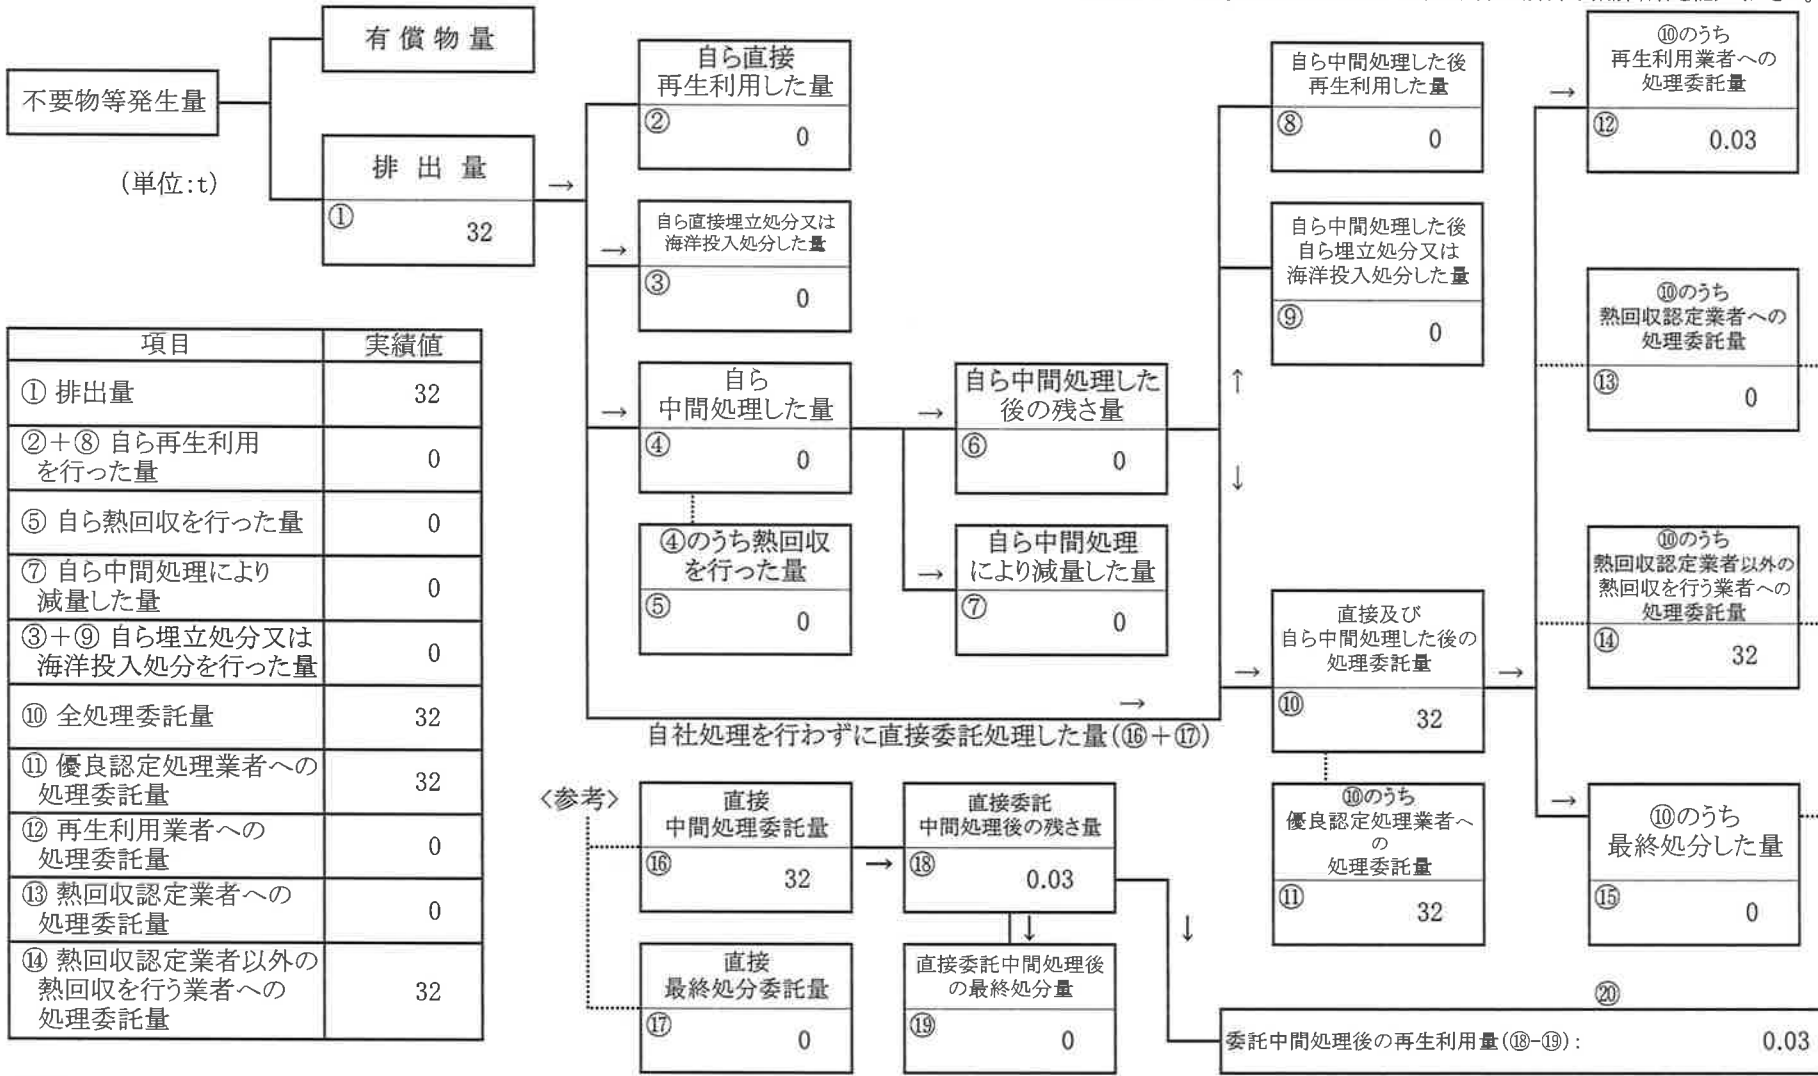 有償物量
不要物等発生量
(単位:t)
排出量
①
32
→
自ら直接
再生利用した量
②
0
→
自ら直接埋立処分又は
海洋投入処分した量
③
0
→
自ら
中間処理した量
④
0
④のうち熱回収
を行った量
⑤
0
→
自ら中間処理した
後の残さ量
⑥
0
→
自ら中間処理
により減量した量
⑦
0
↑
↓
自ら中間処理した後
再生利用した量
⑧
0
自ら中間処理した後
自ら埋立処分又は
海洋投入処分した量
⑨
0
→
直接及び
自ら中間処理した後の
処理委託量
⑩
32
⑩のうち
優良認定処理業者へ
の
処理委託量
⑪
32
→
→
⑩のうち
再生利用業者への
処理委託量
⑫
0.03
⑩のうち
熱回収認定業者への
処理委託量
⑬
0
⑩のうち
熱回収認定業者以外の
熱回収を行う業者への
処理委託量
⑭
32
→
⑩のうち
最終処分した量
⑮
0
→
自社処理を行わずに直接委託処理した量(⑯+⑰)
<参考>
直接
中間処理委託量
⑯
32
→
直接委託
中間処理後の残さ量
⑱
0.03
直接
最終処分委託量
⑰
0
↓
直接委託中間処理後
の最終処分量
⑲
0
↓
⑳
委託中間処理後の再生利用量(⑱-⑲): 0.03
項目 実績値
① 排出量 32
②+⑧ 自ら再生利用
を行った量 0
⑤ 自ら熱回収を行った量 0
⑦ 自ら中間処理により
減量した量 0
③+⑨ 自ら埋立処分又は
海洋投入処分を行った量 0
⑩ 全処理委託量 32
⑪ 優良認定処理業者への
処理委託量 32
⑫ 再生利用業者への
処理委託量 0
⑬ 熱回収認定業者への
処理委託量 0
⑭ 熱回収認定業者以外の
熱回収を行う業者への
処理委託量 32